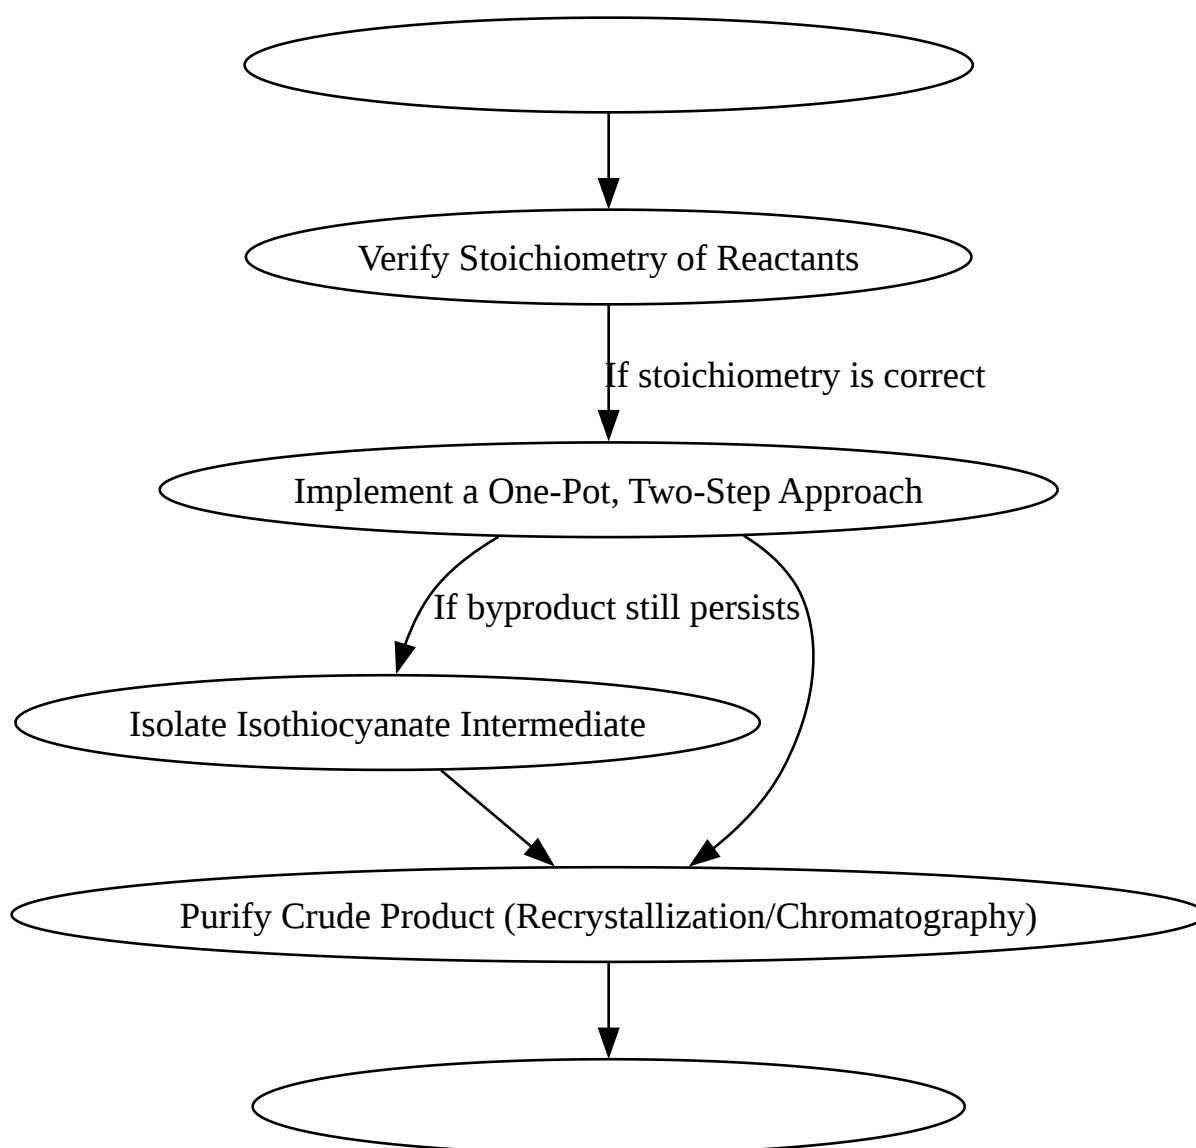 Verify Stoichiometry of Reactants
If stoichiometry is correct
Implement a One-Pot, Two-Step Approach
If byproduct still persists
Isolate Isothiocyanate Intermediate
Purify Crude Product (Recrystallization/Chromatography)